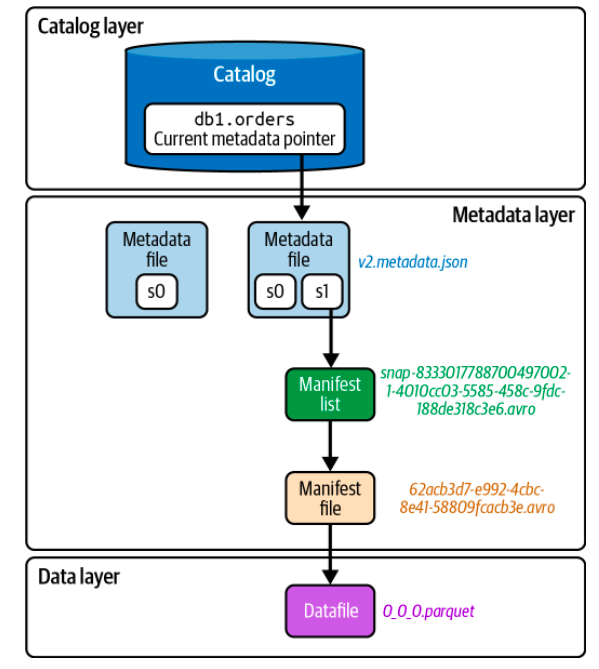 Catalog layer
Catalog
db1.orders
Current metadata pointer
Metadata layer
Metadata
file
s0
Metadata
file
s0
s1
v2.metadata.json
Manifest
list
snap-8333017788700497002-
1-4010cc03-5585-458c-9fdc-
188de318c3e6.avro
Manifest
file
62acb3d7-e992-4cbc-
8e41-58809fcacb3e.avro
Data layer
Datafile
0_0_0.parquet